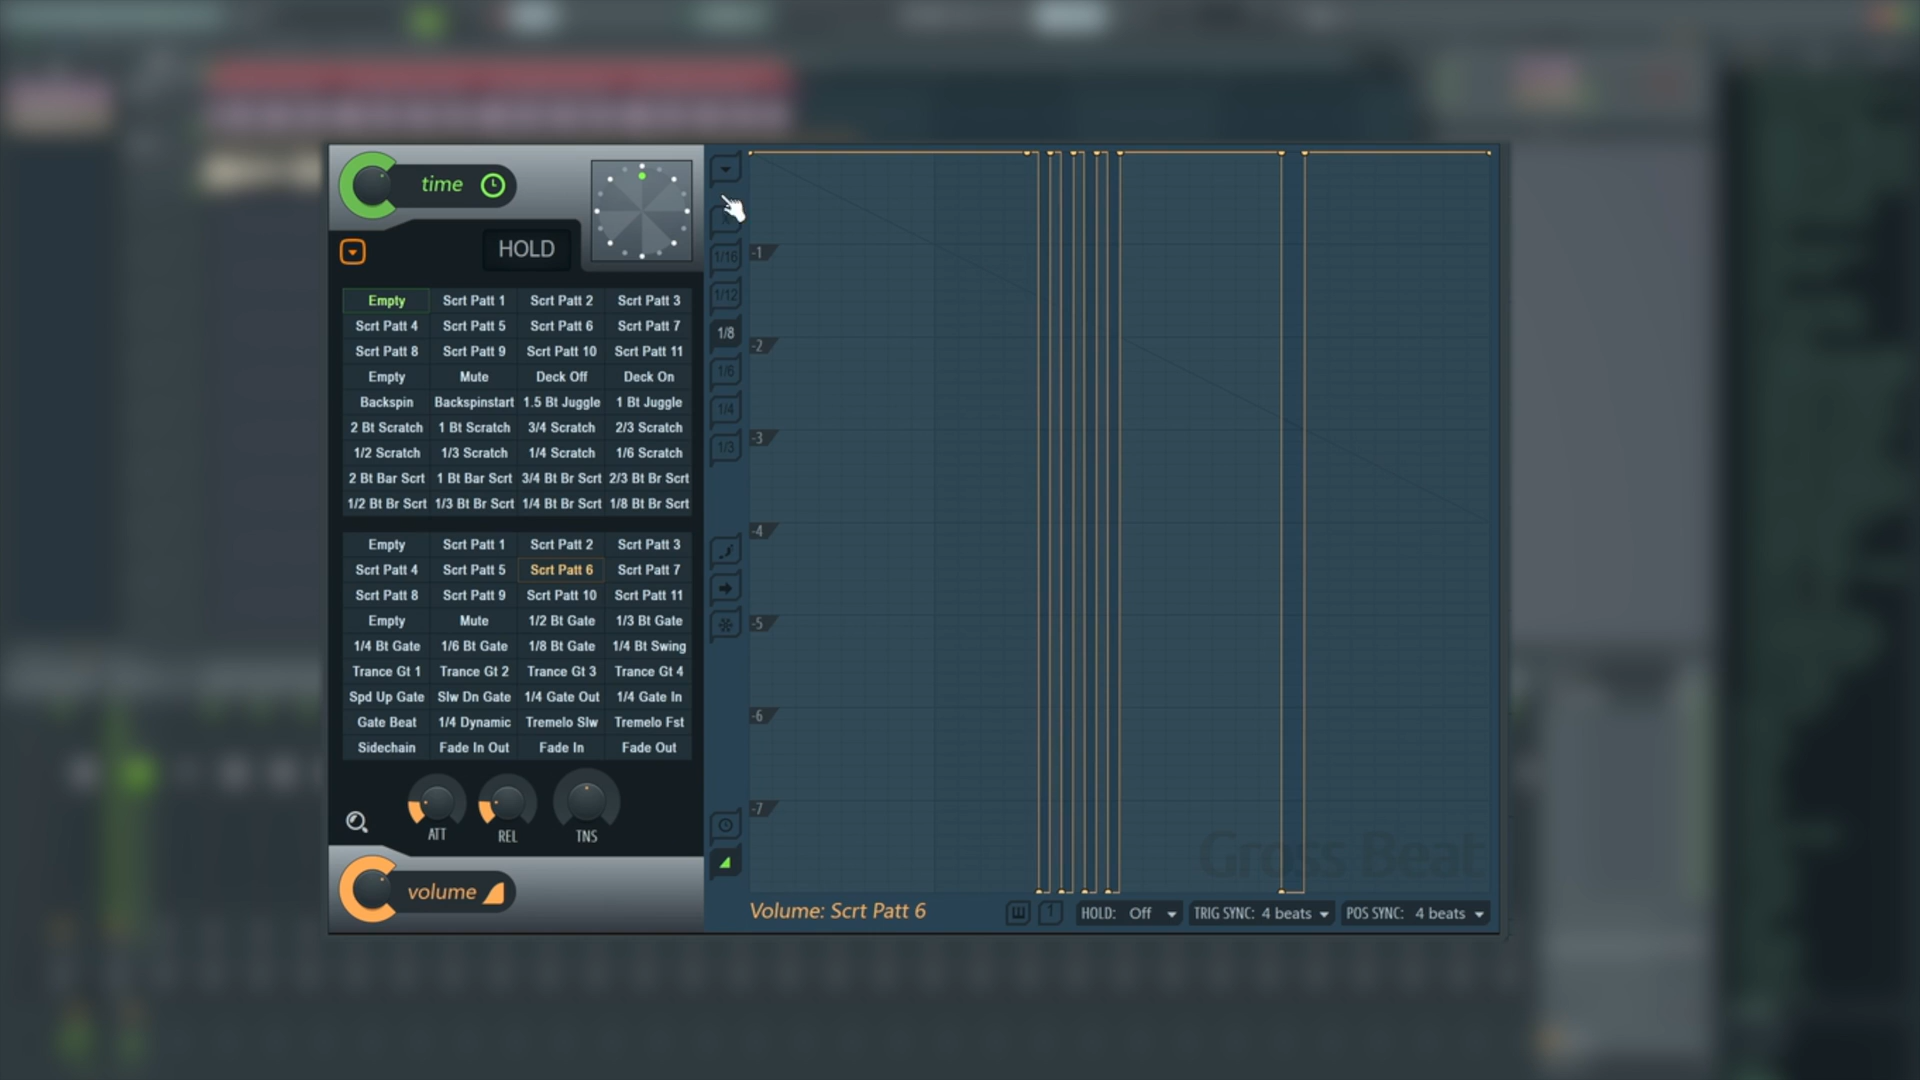 time
HOLD
Empty Scrt Patt 1 Scrt Patt 2 Scrt Patt 3
Scrt Patt 4 Scrt Patt 5 Scrt Patt 6 Scrt Patt 7
Scrt Patt 8 Scrt Patt 9 Scrt Patt 10 Scrt Patt 11
Empty Mute Deck Off Deck On
Backspin Backspinstart 1.5 Bt Juggle 1 Bt Juggle
2 Bt Scratch 1 Bt Scratch 3/4 Scratch 2/3 Scratch
1/2 Scratch 1/3 Scratch 1/4 Scratch 1/6 Scratch
2 Bt Bar Scrt 1 Bt Bar Scrt 3/4 Bt Br Scrt 2/3 Bt Br Scrt
1/2 Bt Br Scrt 1/3 Bt Br Scrt 1/4 Bt Br Scrt 1/8 Bt Br Scrt
Empty Scrt Patt 1 Scrt Patt 2 Scrt Patt 3
Scrt Patt 4 Scrt Patt 5 Scrt Patt 6 Scrt Patt 7
Scrt Patt 8 Scrt Patt 9 Scrt Patt 10 Scrt Patt 11
Empty Mute 1/2 Bt Gate 1/3 Bt Gate
1/4 Bt Gate 1/6 Bt Gate 1/8 Bt Gate 1/4 Bt Swing
Trance Gt 1 Trance Gt 2 Trance Gt 3 Trance Gt 4
Spd Up Gate Slw Dn Gate 1/4 Gate Out 1/4 Gate In
Gate Beat 1/4 Dynamic Tremelo Slw Tremelo Fst
Sidechain Fade In Out Fade In Fade Out
ATT REL TNS
volume
1/16
1/12
1/8
1/6
1/4
1/3
-1
-2
-3
-4
-5
-6
-7
Gross Beat
Volume: Scrt Patt 6
1 HOLD: Off TRIG SYNC: 4 beats POS SYNC: 4 beats